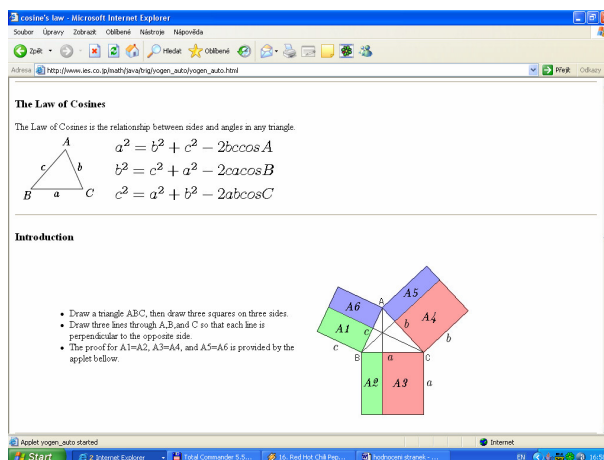 cosine's law - Microsoft Internet Explorer
Soubor Úpravy Zobrazit Oblíbené Nástroje Nápověda
Zpět Hledat Oblíbené
Adresa http://www.ies.co.jp/math/java/trig/yogen_auto/yogen_auto.html Přejít Odkazy
The Law of Cosines
The Law of Cosines is the relationship between sides and angles in any triangle.
A
c b
B a C
a² = b² + c² − 2bccosA
b² = c² + a² − 2cacosB
c² = a² + b² − 2abcosC
Introduction
Draw a triangle ABC, then draw three squares on three sides.
Draw three lines through A,B,and C so that each line is
perpendicular to the opposite side.
The proof for A1=A2, A3=A4, and A5=A6 is provided by the
applet bellow.
A6 A A5
A1 c b A4
c b
B a C
A2 A3 a
Applet yogen_auto started Internet
Start 2 Internet Explorer Total Commander 5.5... 16. Red Hot Chili Pep... hodnoceni stranek - ... EN